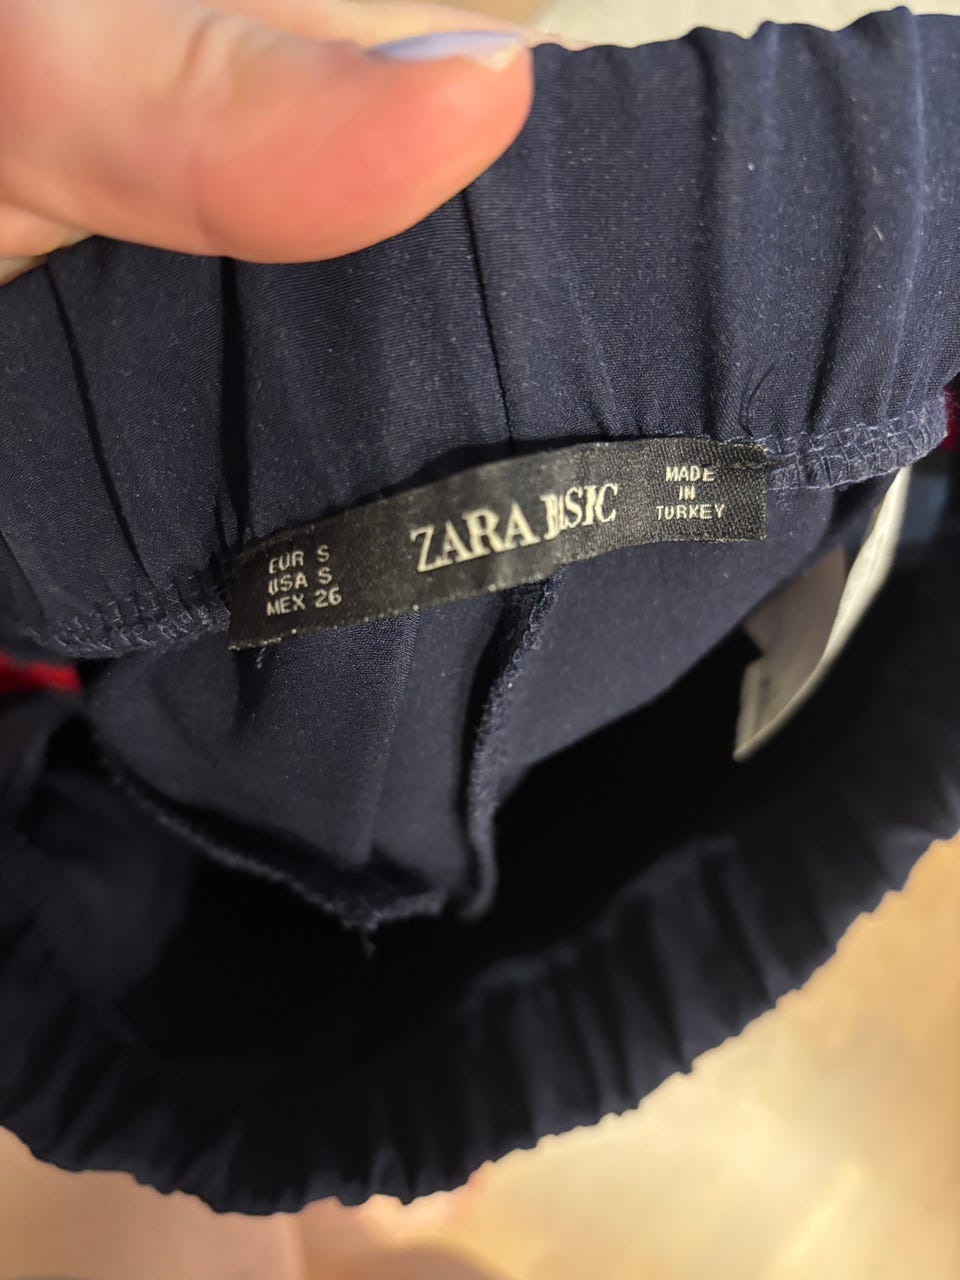 EUR S
USA S
MEX 26
ZARA BASIC
MADE
IN
TURKEY